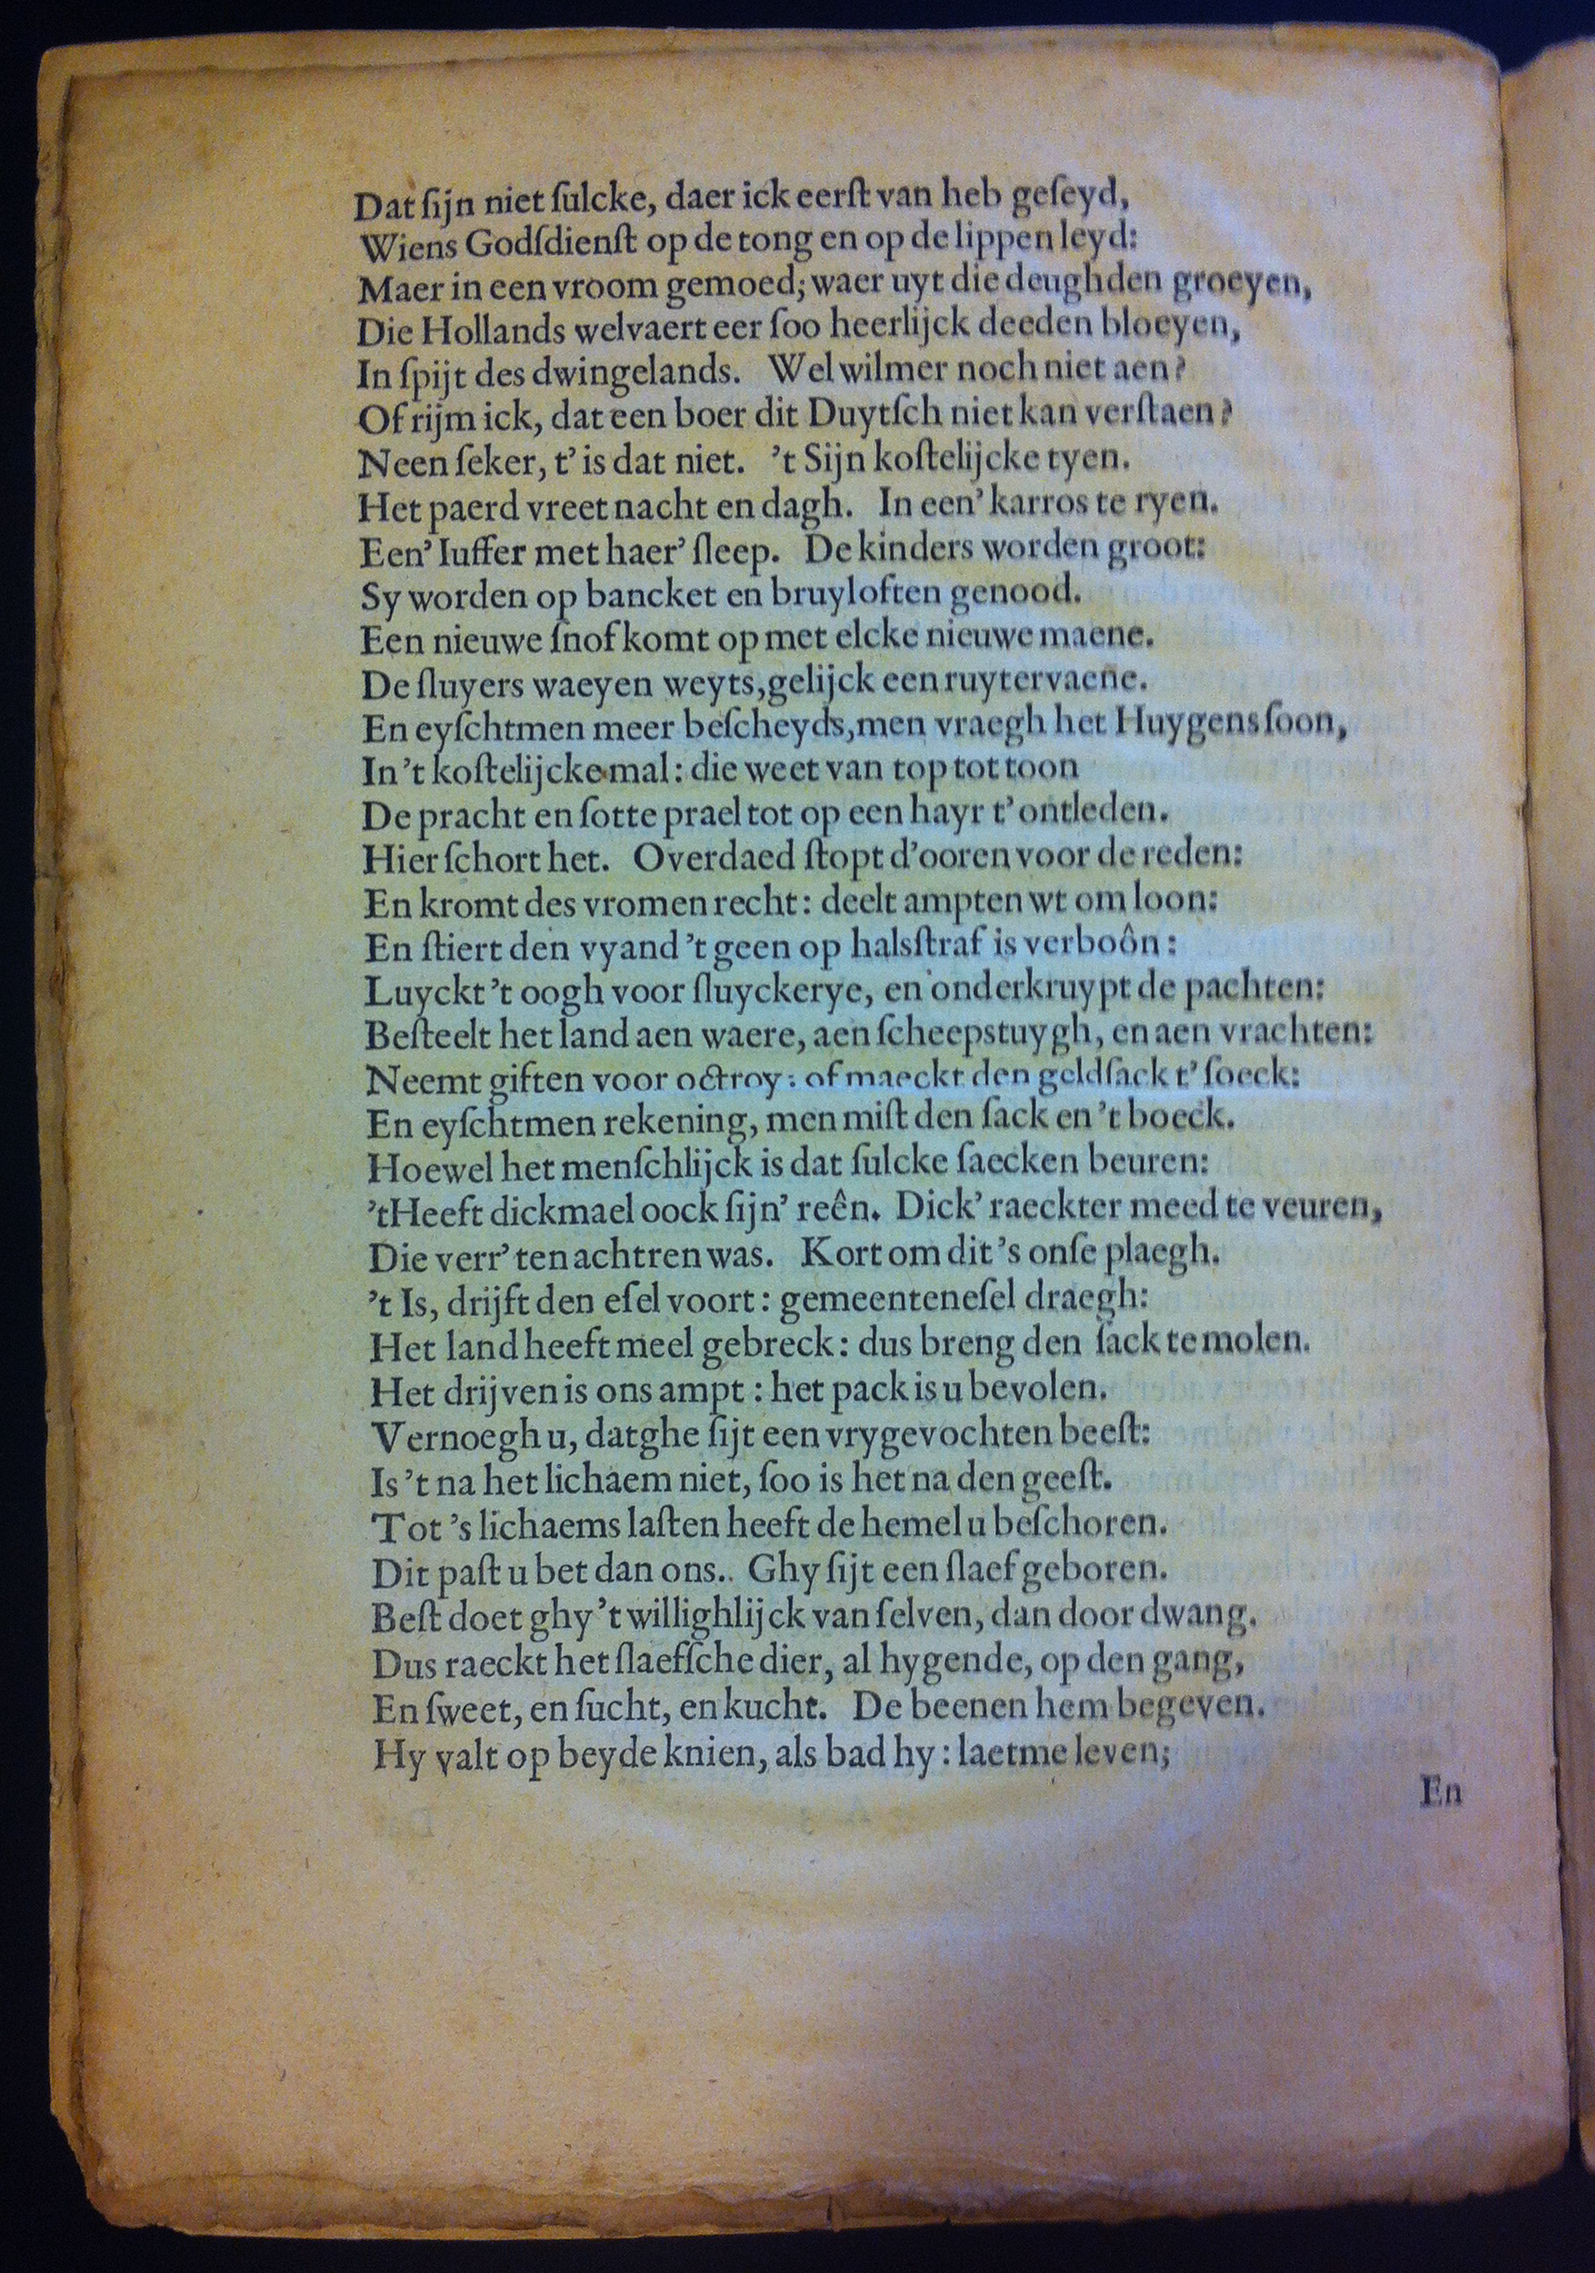 Dat ſijn niet ſulcke, daer ick eerſt van heb geſeyd,
Wiens Godſdienſt op de tong en op de lippen leyd:
Maer in een vroom gemoed; waer uyt die deughden groeyen,
Die Hollands welvaert eer ſoo heerlijck deeden bloeyen,
In ſpijt des dwingelands. Wel wilmer noch niet aen?
Of rijm ick, dat een boer dit Duytſch niet kan verſtaen?
Neen ſeker, t' is dat niet. 't Sijn koſtelijcke tyen.
Het paerd vreet nacht en dagh. In een' karros te ryen.
Een' Iuffer met haer' ſleep. De kinders worden groot:
Sy worden op bancket en bruyloften genood.
Een nieuwe ſnof komt op met elcke nieuwe maene.
De ſluyers waeyen weyts, gelijck een ruytervaene.
En eyſchtmen meer beſcheyds, men vraegh het Huygens ſoon,
In 't koſtelijcke mal: die weet van top tot toon
De pracht en ſotte prael tot op een hayr t' ontleden.
Hier ſchort het. Overdaed ſtopt d'ooren voor de reden:
En kromt des vromen recht: deelt ampten wt om loon:
En ſtiert den vyand 't geen op halsſtraf is verboôn:
Luyckt 't oogh voor ſluyckerye, en onderkruypt de pachten:
Beſteelt het land aen waere, aen ſcheepstuygh, en aen vrachten:
Neemt giften voor octroy: of maeckt den geldſack t' ſoeck:
En eyſchtmen rekening, men miſt den ſack en 't boeck.
Hoewel het menſchlijck is dat ſulcke ſaecken beuren:
'tHeeft dickmael oock ſijn' reên. Dick' raeckter meed te veuren,
Die verr' ten achtren was. Kort om dit 's onſe plaegh.
't Is, drijft den eſel voort: gemeenteneſel draegh:
Het land heeft meel gebreck: dus breng den ſack te molen.
Het drijven is ons ampt: het pack is u bevolen.
Vernoegh u, datghe ſijt een vrygevochten beeſt:
Is 't na het lichaem niet, ſoo is het na den geeſt.
Tot 's lichaems laſten heeft de hemel u beſchoren.
Dit paſt u bet dan ons.. Ghy ſijt een ſlaef geboren.
Beſt doet ghy 't willighlijck van ſelven, dan door dwang.
Dus raeckt het ſlaefſche dier, al hygende, op den gang,
En ſweet, en ſucht, en kucht. De beenen hem begeven.
Hy valt op beyde knien, als bad hy: laetme leven;
En